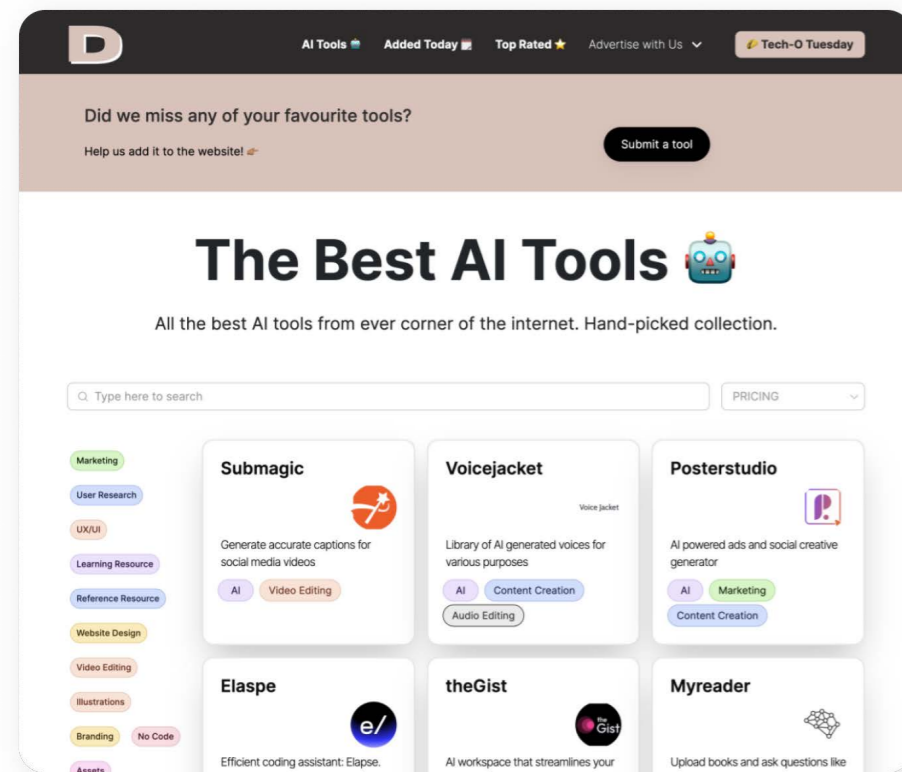 D
AI Tools 🤖 Added Today 🗓️ Top Rated ⭐ Advertise with Us 🌮 Tech-O Tuesday
Did we miss any of your favourite tools?
Help us add it to the website! 👉🏽
Submit a tool
The Best AI Tools 🤖
All the best AI tools from ever corner of the internet. Hand-picked collection.
Type here to search
PRICING
Marketing
User Research
UX/UI
Learning Resource
Reference Resource
Website Design
Video Editing
Illustrations
Branding No Code
Assets
Submagic
Generate accurate captions for
social media videos
AI Video Editing
Voicejacket
Voice Jacket
Library of AI generated voices for
various purposes
AI Content Creation
Audio Editing
Posterstudio
P.
AI powered ads and social creative
generator
AI Marketing
Content Creation
Elaspe
e/
Efficient coding assistant: Elapse.
theGist
the
Gist
AI workspace that streamlines your
Myreader
Upload books and ask questions like